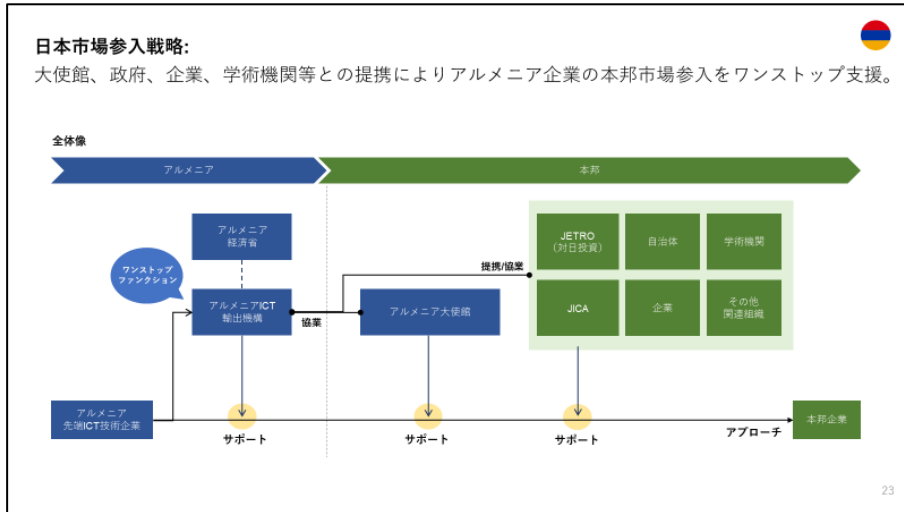 日本市場参入戦略:
大使館、政府、企業、学術機関等との提携によりアルメニア企業の本邦市場参入をワンストップ支援。
全体像
アルメニア
本邦
アルメニア
経済省
ワンストップ
ファンクション
アルメニアICT
輸出機構
協業
アルメニア大使館
提携/協業
JETRO
(対日投資)
自治体
学術機関
JICA
企業
その他
関連組織
アルメニア
先端ICT技術企業
サポート
サポート
サポート
アプローチ
本邦企業
23